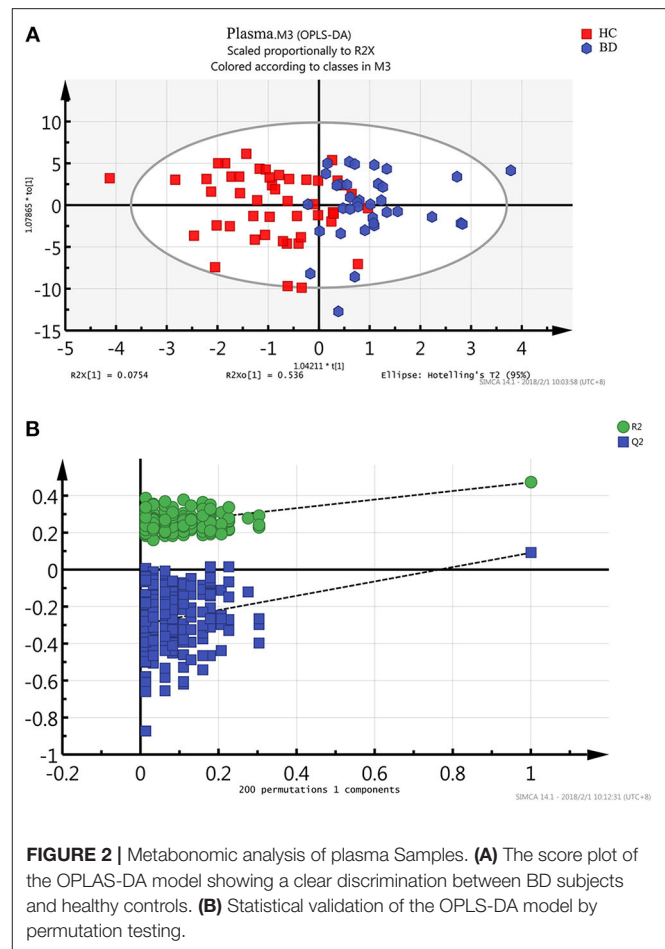 A
Plasma.M3 (OPLS-DA)
Scaled proportionally to R2X
Colored according to classes in M3
HC
BD
1.07865 * to[1]
10
5
0
-5
-10
-15
-5 -4 -3 -2 -1 0 1 2 3 4 5
1.04211 * t[1]
R2X[1] = 0.0754 R2Xo[1] = 0.536 Ellipse: Hotelling's T2 (95%)
SIMCA 14.1 - 2018/2/1 10:03:58 (UTC+8)
B
R2
Q2
0.4
0.2
0
-0.2
-0.4
-0.6
-0.8
-1
-0.2 0 0.2 0.4 0.6 0.8 1
200 permutations 1 components
SIMCA 14.1 - 2018/2/1 10:12:31 (UTC+8)
FIGURE 2 | Metabonomic analysis of plasma Samples. (A) The score plot of
the OPLAS-DA model showing a clear discrimination between BD subjects
and healthy controls. (B) Statistical validation of the OPLS-DA model by
permutation testing.